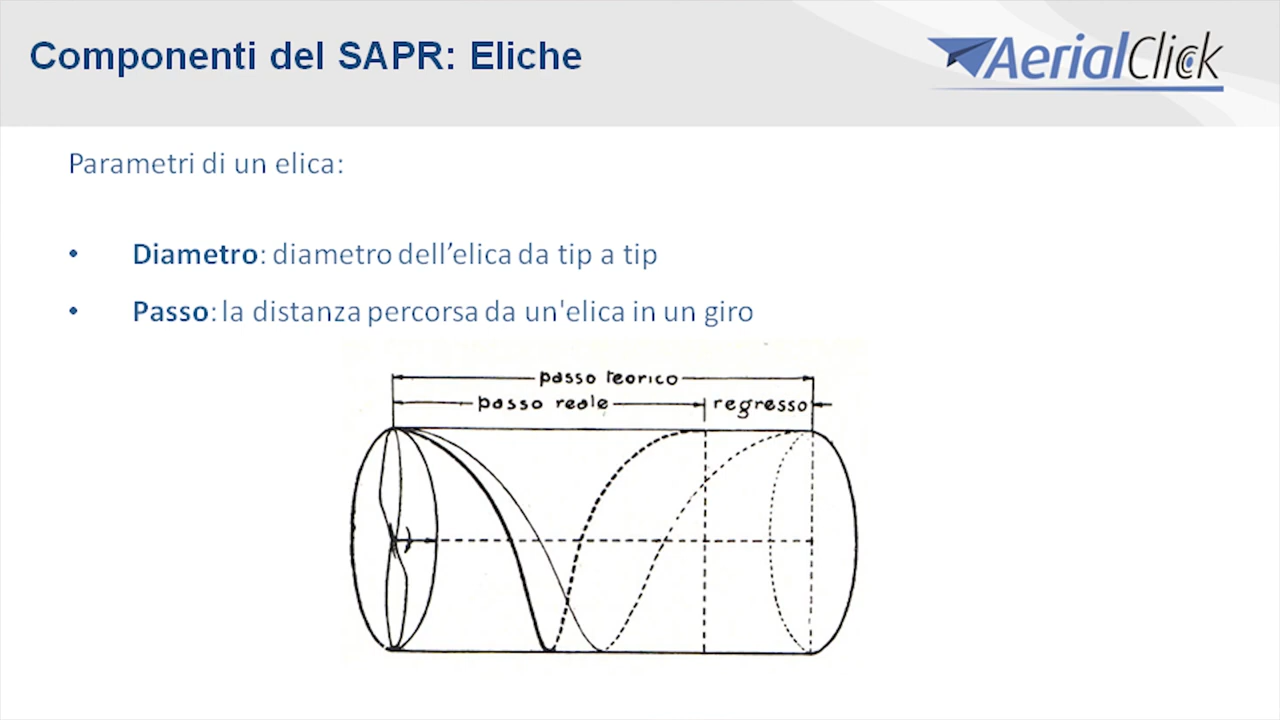 Componenti del SAPR: Eliche
AerialClick
Parametri di un elica:
• Diametro: diametro dell’elica da tip a tip
• Passo: la distanza percorsa da un'elica in un giro
passo teorico
passo reale
regresso